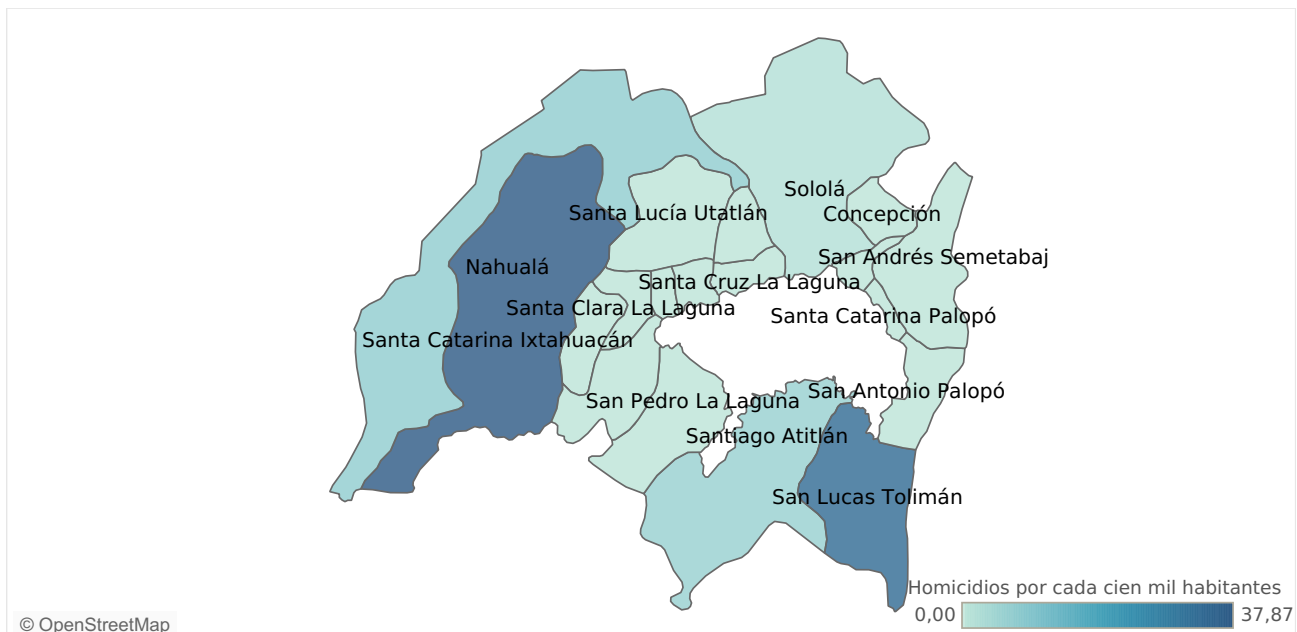 Sololá
Santa Lucía Utatlán
Concepción
San Andrés Semetabaj
Nahualá
Santa Cruz La Laguna
Santa Clara La Laguna
Santa Catarina Palopó
Santa Catarina Ixtahuacán
San Antonio Palopó
San Pedro La Laguna
Santiago Atitlán
San Lucas Tolimán
Homicidios por cada cien mil habitantes
0,00 37,87
© OpenStreetMap